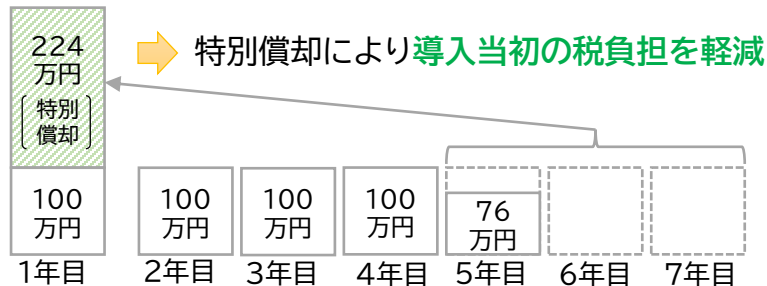 224
万円
特別
償却
特別償却により導入当初の税負担を軽減
100
万円
100
万円
100
万円
100
万円
76
万円
1年目
2年目
3年目
4年目
5年目
6年目
7年目